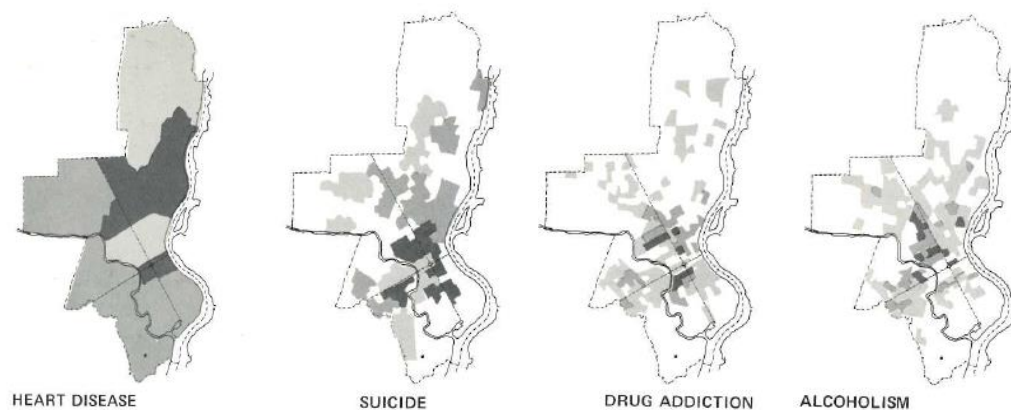 HEART DISEASE
SUICIDE
DRUG ADDICTION
ALCOHOLISM